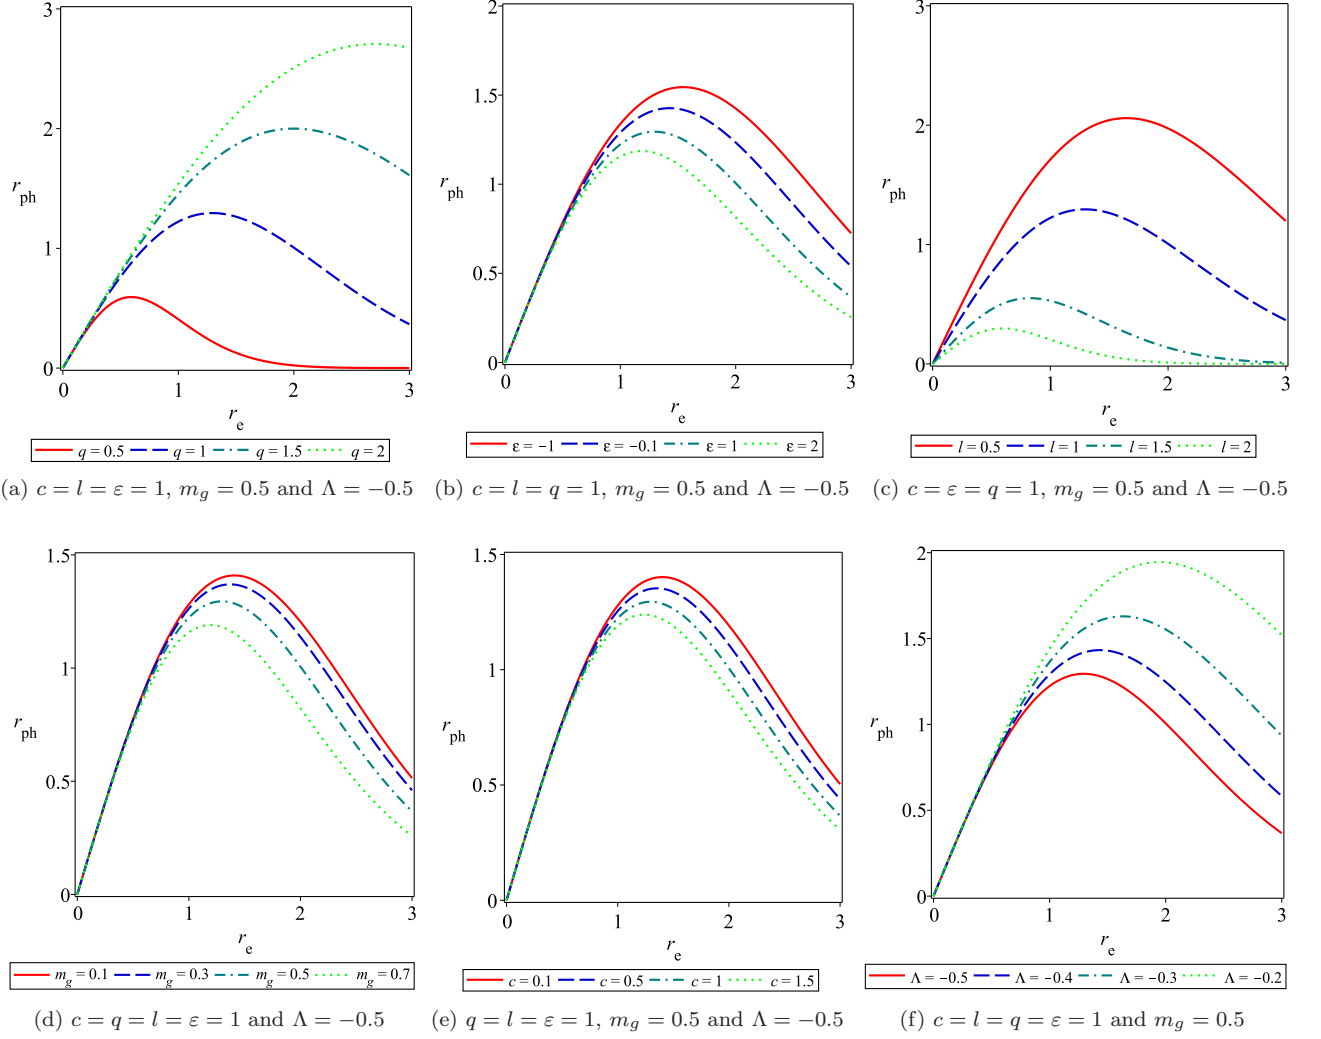 3
2
1
0
r_ph
0 1 2 3
r_e
q = 0.5 q = 1 q = 1.5 q = 2
(a) c = l = ε = 1, m_g = 0.5 and Λ = −0.5
2
1.5
1
0.5
0
r_ph
0 1 2 3
r_e
ε = −1 ε = −0.1 ε = 1 ε = 2
(b) c = l = q = 1, m_g = 0.5 and Λ = −0.5
3
2
1
0
r_ph
0 1 2 3
r_e
l = 0.5 l = 1 l = 1.5 l = 2
(c) c = ε = q = 1, m_g = 0.5 and Λ = −0.5
1.5
1
0.5
0
r_ph
0 1 2 3
r_e
m_g = 0.1 m_g = 0.3 m_g = 0.5 m_g = 0.7
(d) c = q = l = ε = 1 and Λ = −0.5
1.5
1
0.5
0
r_ph
0 1 2 3
r_e
c = 0.1 c = 0.5 c = 1 c = 1.5
(e) q = l = ε = 1, m_g = 0.5 and Λ = −0.5
2
1.5
1
0.5
0
r_ph
0 1 2 3
r_e
Λ = −0.5 Λ = −0.4 Λ = −0.3 Λ = −0.2
(f) c = l = q = ε = 1 and m_g = 0.5